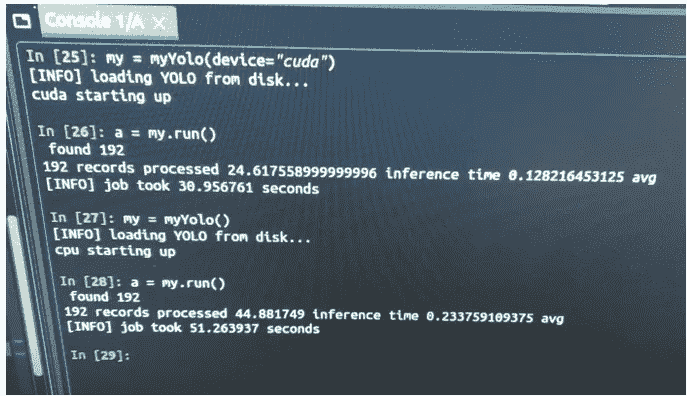 Console 1/A ×
In [25]: my = myYolo(device="cuda")
[INFO] loading YOLO from disk...
cuda starting up
In [26]: a = my.run()
found 192
192 records processed 24.617558999999996 inference time 0.128216453125 avg
[INFO] job took 30.956761 seconds
In [27]: my = myYolo()
[INFO] loading YOLO from disk...
cpu starting up
In [28]: a = my.run()
found 192
192 records processed 44.881749 inference time 0.233759109375 avg
[INFO] job took 51.263937 seconds
In [29]: